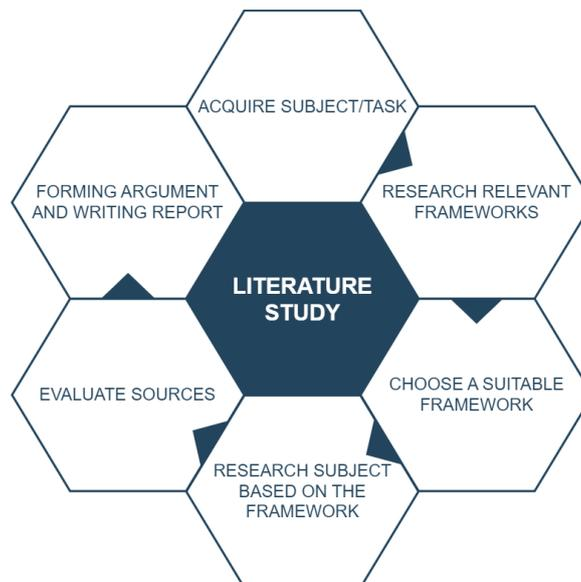 ACQUIRE SUBJECT/TASK
RESEARCH RELEVANT
FRAMEWORKS
CHOOSE A SUITABLE
FRAMEWORK
RESEARCH SUBJECT
BASED ON THE
FRAMEWORK
EVALUATE SOURCES
FORMING ARGUMENT
AND WRITING REPORT
LITERATURE
STUDY